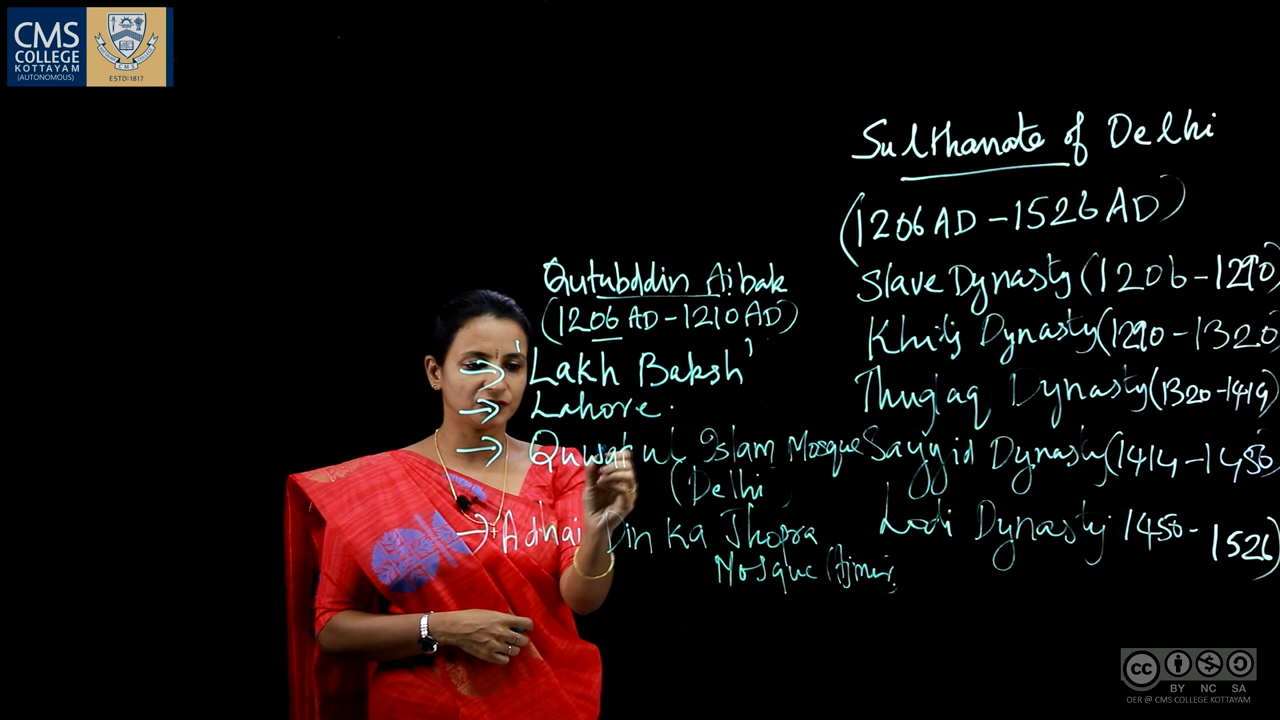 CMS
COLLEGE
KOTTAYAM
(AUTONOMOUS)
ESTD:1817
Sulthanate of Delhi
(1206 AD - 1526 AD)
Slave Dynasty (1206 - 1290)
Khilji Dynasty (1290 - 1320)
Thuglaq Dynasty (1320 - 1414)
Sayyid Dynasty (1414 - 1450)
Lodi Dynasty 1450 - 1526)
Qutubddin Aibak
(1206 AD - 1210 AD)
→ 'Lakh Baksh'
→ Lahore.
→ Quwatul Islam Mosque
(Delhi)
→ Adhai Din Ka Jhopra
Mosque (Ajmir)
CC BY NC SA
OER @ CMS COLLEGE KOTTAYAM